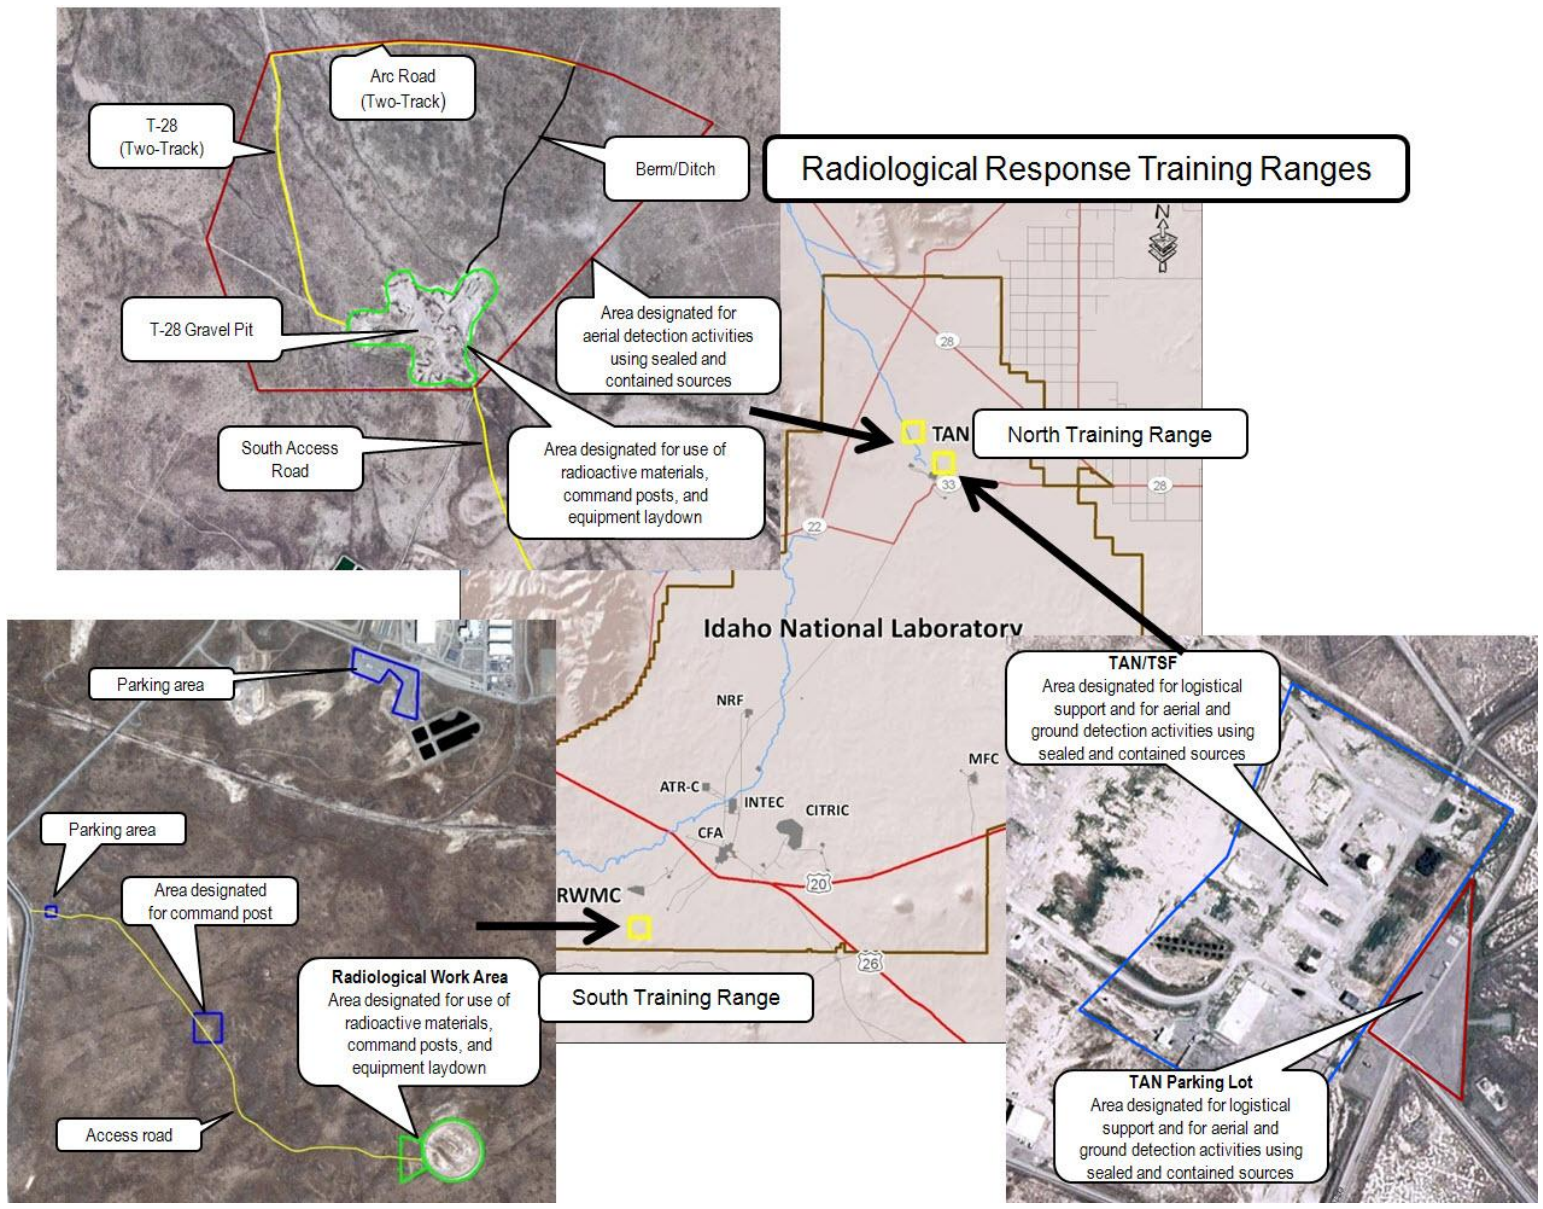 Arc Road
(Two-Track)
T-28
(Two-Track)
Berm/Ditch
Radiological Response Training Ranges
N
T-28 Gravel Pit
Area designated for
aerial detection activities
using sealed and
contained sources
28
South Access
Road
Area designated for use of
radioactive materials,
command posts, and
equipment laydown
TAN
North Training Range
33
28
22
Idaho National Laboratory
Parking area
TAN/TSF
Area designated for logistical
support and for aerial and
ground detection activities using
sealed and contained sources
NRF
MFC
ATR-C
INTEC
CITRIC
CFA
Parking area
Area designated
for command post
20
RWMC
26
Radiological Work Area
Area designated for use of
radioactive materials,
command posts, and
equipment laydown
South Training Range
Access road
TAN Parking Lot
Area designated for logistical
support and for aerial and
ground detection activities using
sealed and contained sources